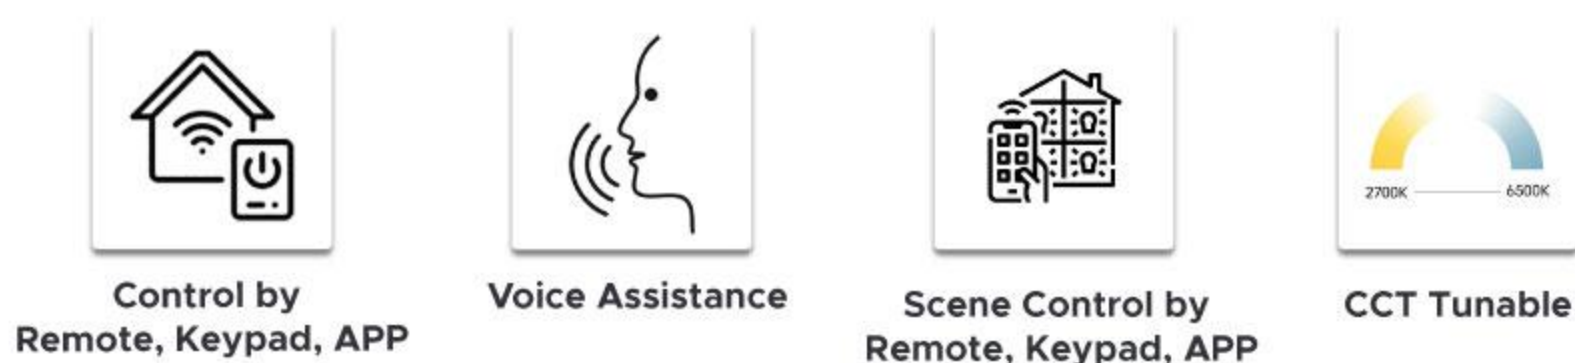 2700K
6500K
Control by
Remote, Keypad, APP
Voice Assistance
Scene Control by
Remote, Keypad, APP
CCT Tunable